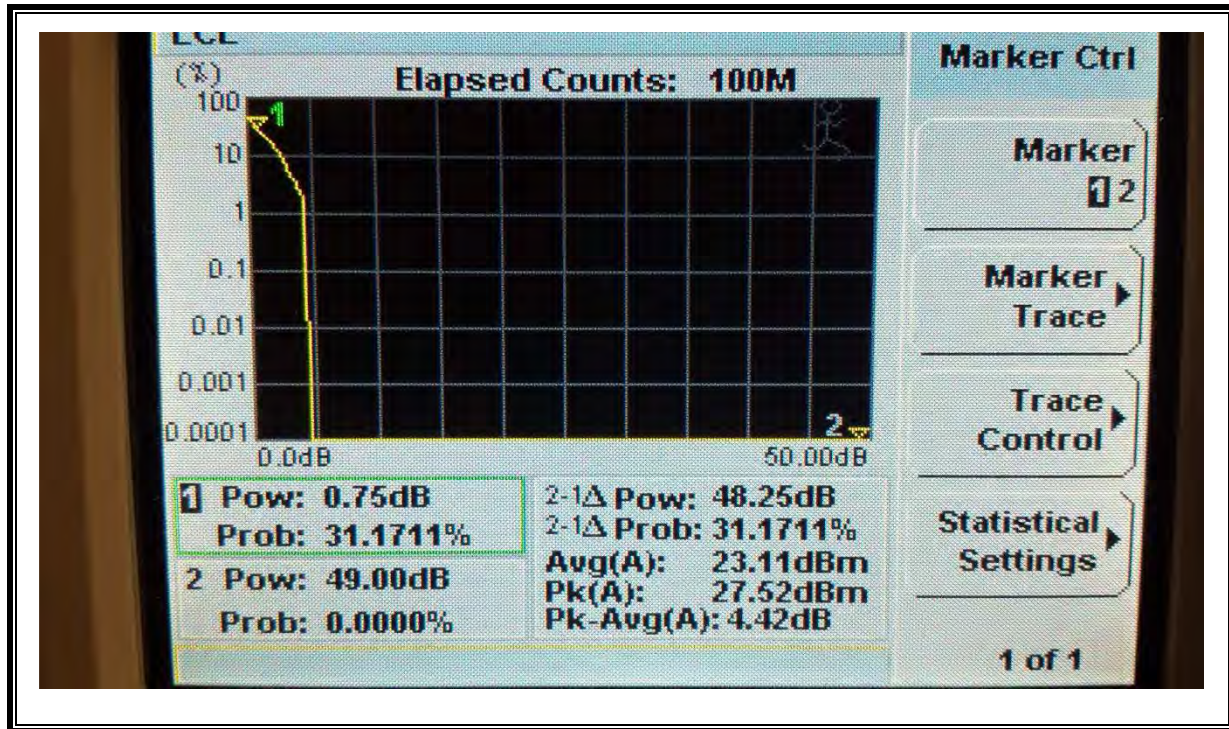 (%)
Elapsed Counts: 100M
100
10
1
0.1
0.01
0.001
0.0001
1
2
0.0dB
50.00dB
1 Pow: 0.75dB
Prob: 31.1711%
2 Pow: 49.00dB
Prob: 0.0000%
2-1Δ Pow: 48.25dB
2-1Δ Prob: 31.1711%
Avg(A): 23.11dBm
Pk(A): 27.52dBm
Pk-Avg(A): 4.42dB
Marker Ctrl
Marker
1 2
Marker
Trace
Trace
Control
Statistical
Settings
1 of 1